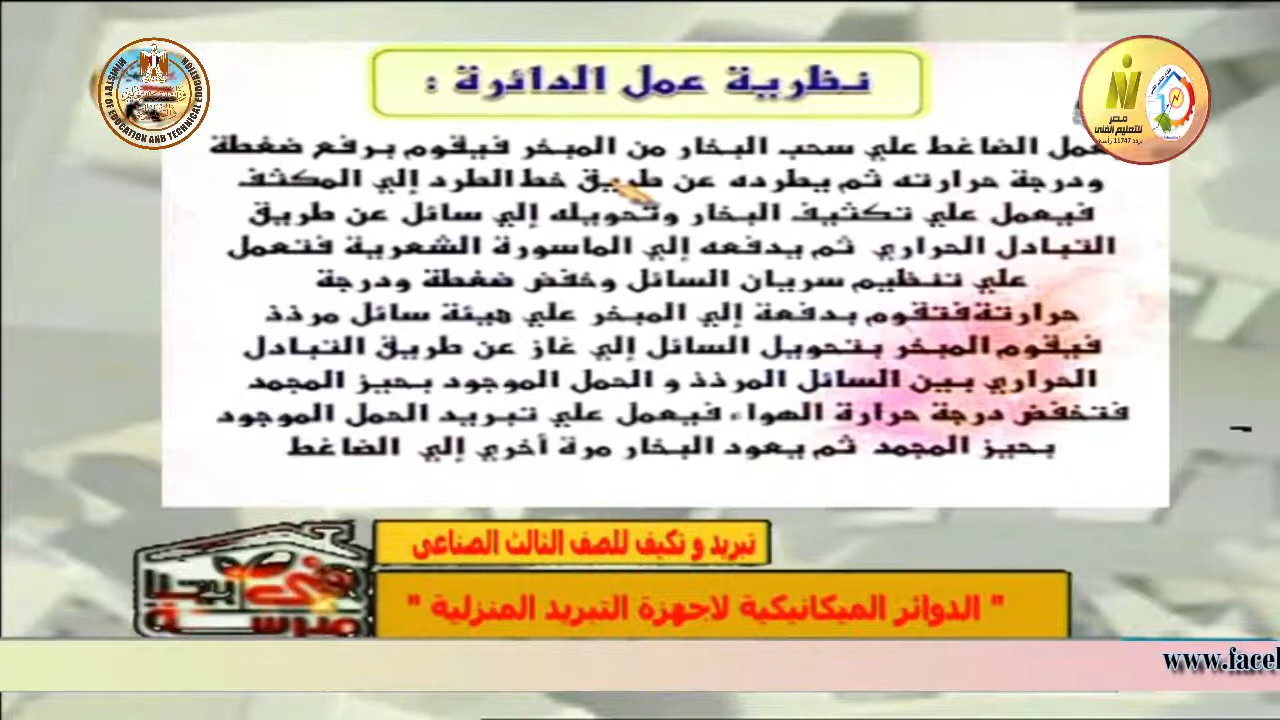 نظرية عمل الدائرة :
يعمل الضاغط علي سحب البخار من المبخر فيقوم برفع ضغطة
ودرجة حرارته ثم يطرده عن طريق خط الطرد إلي المكثف
فيعمل علي تكثيف البخار وتحويله إلي سائل عن طريق
التبادل الحراري ثم يدفعه إلي الماسورة الشعرية فتعمل
علي تنظيم سريان السائل وخفض ضغطة ودرجة
حرارتةفتقوم بدفعة إلي المبخر علي هيئة سائل مرذذ
فيقوم المبخر بتحويل السائل إلي غاز عن طريق التبادل
الحراري بين السائل المرذذ و الحمل الموجود بحيز المجمد
فتخفض درجة حرارة الهواء فيعمل علي تبريد الحمل الموجود
بحيز المجمد ثم يعود البخار مرة أخري إلي الضاغط
MINISTRY OF EDUCATION AND TECHNICAL EDUCATION
مصر
للتعليم الفنى
تبريد و تكيف للصف الثالث الصناعى
" الدوائر الميكانيكية لاجهزة التبريد المنزلية "
www.facel